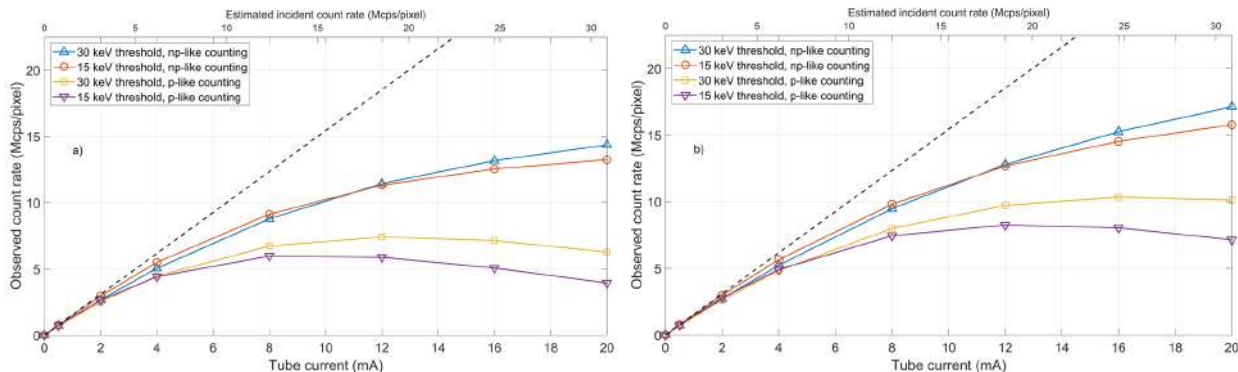 Estimated incident count rate (Mcps/pixel)
0 5 10 15 20 25 30
30 keV threshold, np-like counting
15 keV threshold, np-like counting
30 keV threshold, p-like counting
15 keV threshold, p-like counting
a)
Observed count rate (Mcps/pixel)
20
15
10
5
0
0 2 4 6 8 10 12 14 16 18 20
Tube current (mA)
Estimated incident count rate (Mcps/pixel)
0 5 10 15 20 25 30
30 keV threshold, np-like counting
15 keV threshold, np-like counting
30 keV threshold, p-like counting
15 keV threshold, p-like counting
b)
Observed count rate (Mcps/pixel)
20
15
10
5
0
0 2 4 6 8 10 12 14 16 18 20
Tube current (mA)